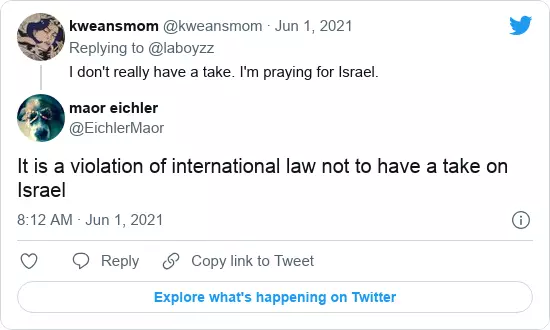 kweansmom @kweansmom · Jun 1, 2021
Replying to @laboyzz
I don't really have a take. I'm praying for Israel.
maor eichler
@EichlerMaor
It is a violation of international law not to have a take on
Israel
8:12 AM · Jun 1, 2021
Reply Copy link to Tweet
Explore what's happening on Twitter